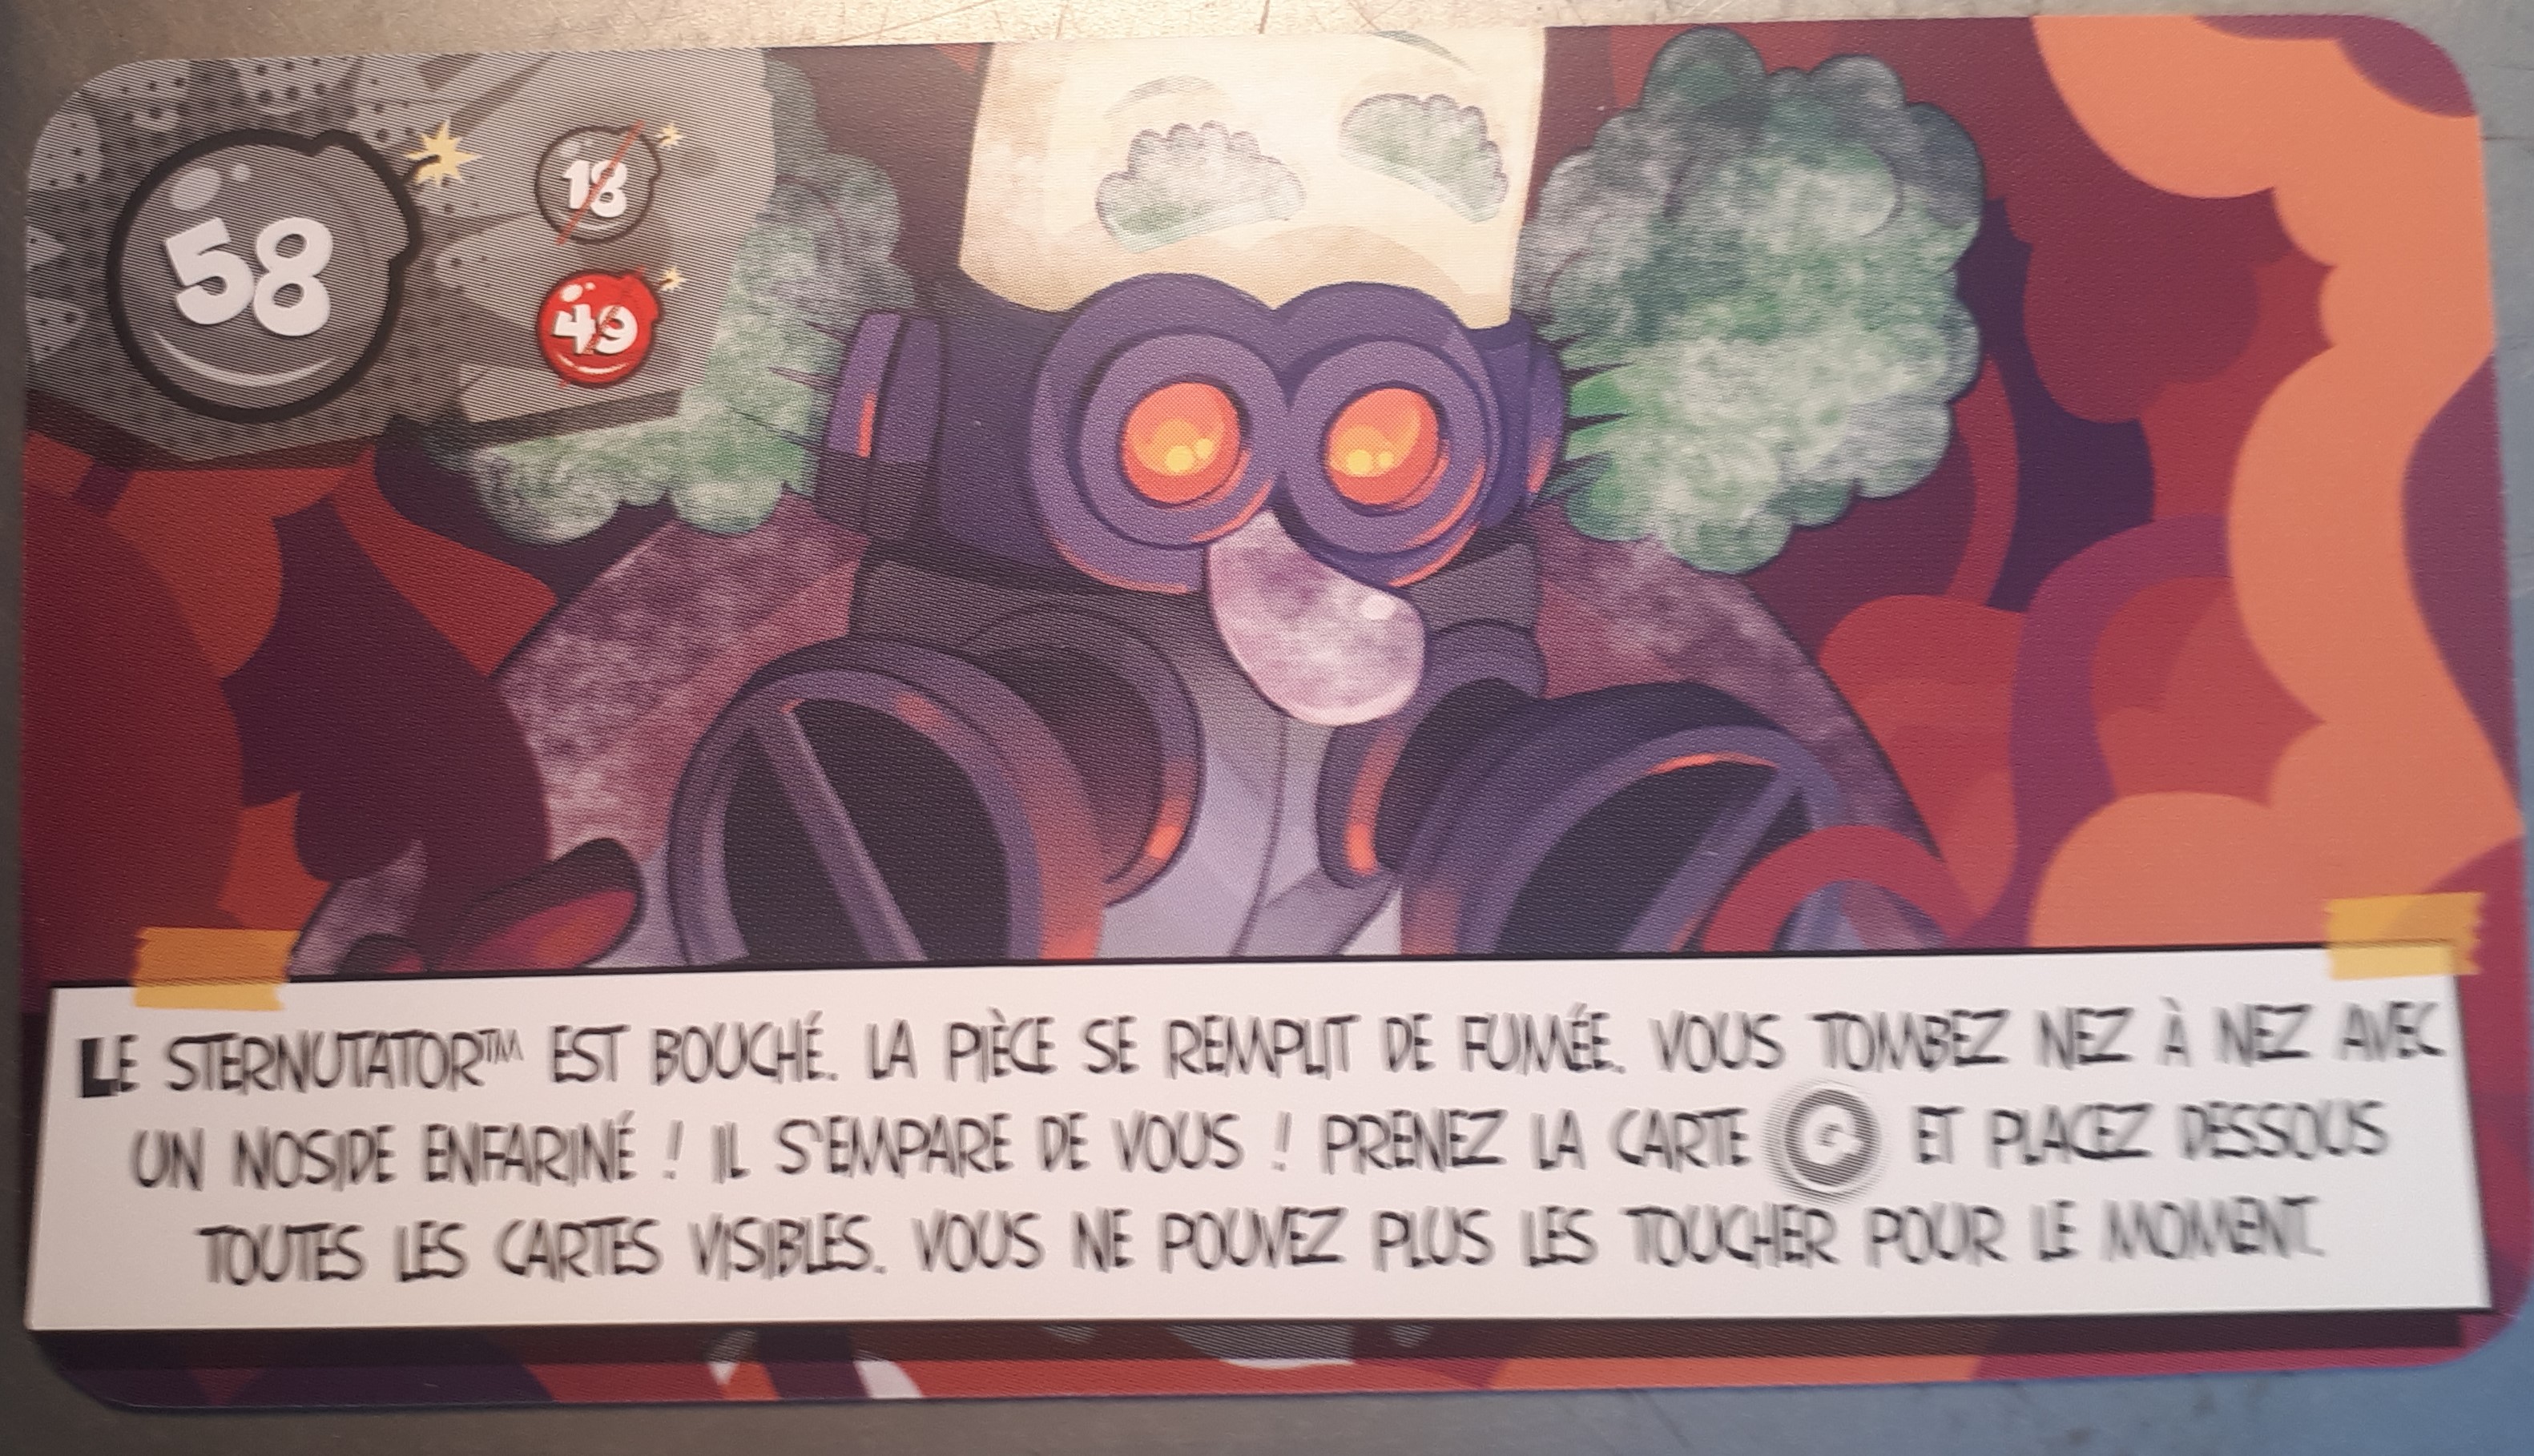 58
18
49
LE STERNUTATOR™ EST BOUCHÉ. LA PIÈCE SE REMPLIT DE FUMÉE. VOUS TOMBEZ NEZ À NEZ AVEC
UN NOSIDE ENFARINÉ ! IL S'EMPARE DE VOUS ! PRENEZ LA CARTE G ET PLACEZ DESSOUS
TOUTES LES CARTES VISIBLES. VOUS NE POUVEZ PLUS LES TOUCHER POUR LE MOMENT.